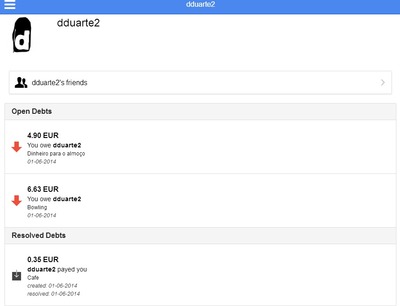 dduarte2
d
dduarte2
dduarte2's friends
Open Debts
4.90 EUR
You owe dduarte2
Dinheiro para o almoço
01-06-2014
6.63 EUR
You owe dduarte2
Bowling
01-06-2014
Resolved Debts
0.35 EUR
dduarte2 payed you
Cafe
created: 01-06-2014
resolved: 01-06-2014